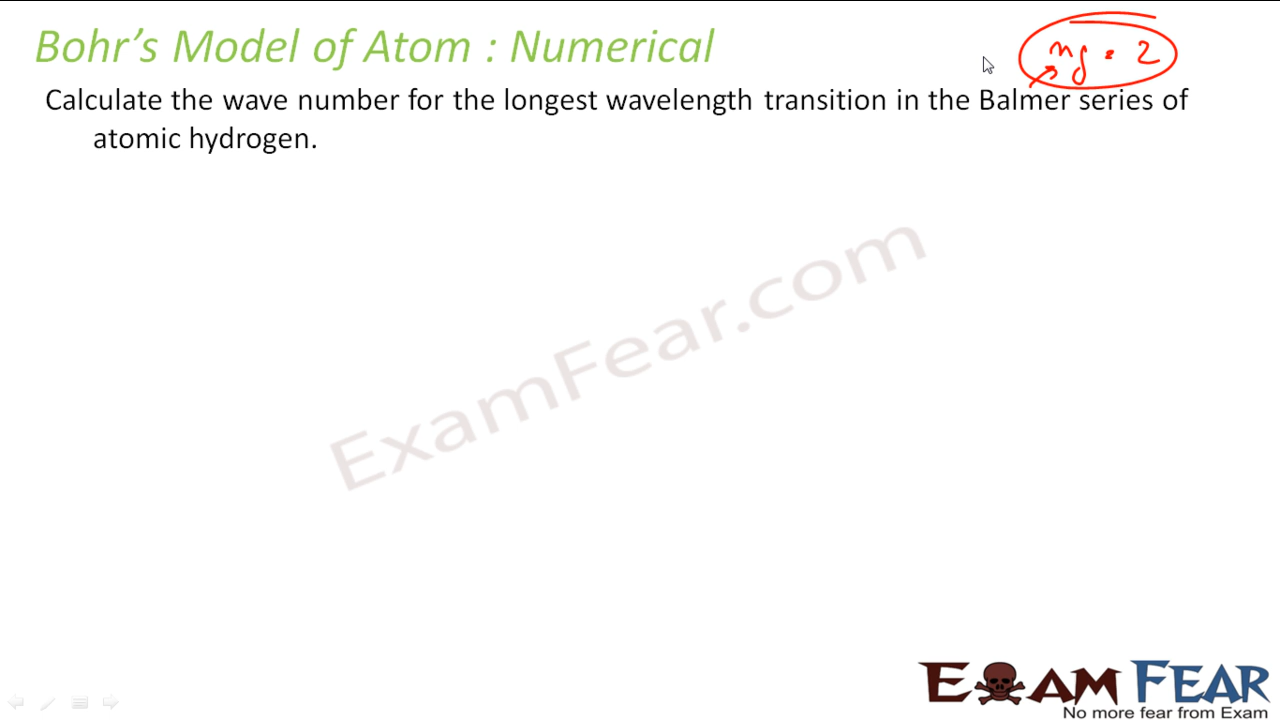 Bohr's Model of Atom : Numerical
nf = 2
Calculate the wave number for the longest wavelength transition in the Balmer series of
atomic hydrogen.
ExamFear.com
EXAM FEAR
No more fear from Exam